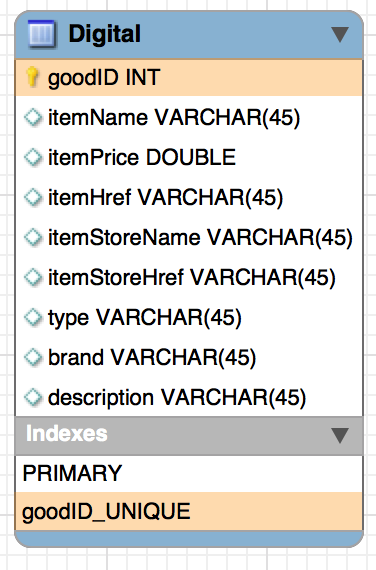 Digital
goodID INT
itemName VARCHAR(45)
itemPrice DOUBLE
itemHref VARCHAR(45)
itemStoreName VARCHAR(45)
itemStoreHref VARCHAR(45)
type VARCHAR(45)
brand VARCHAR(45)
description VARCHAR(45)
Indexes
PRIMARY
goodID_UNIQUE